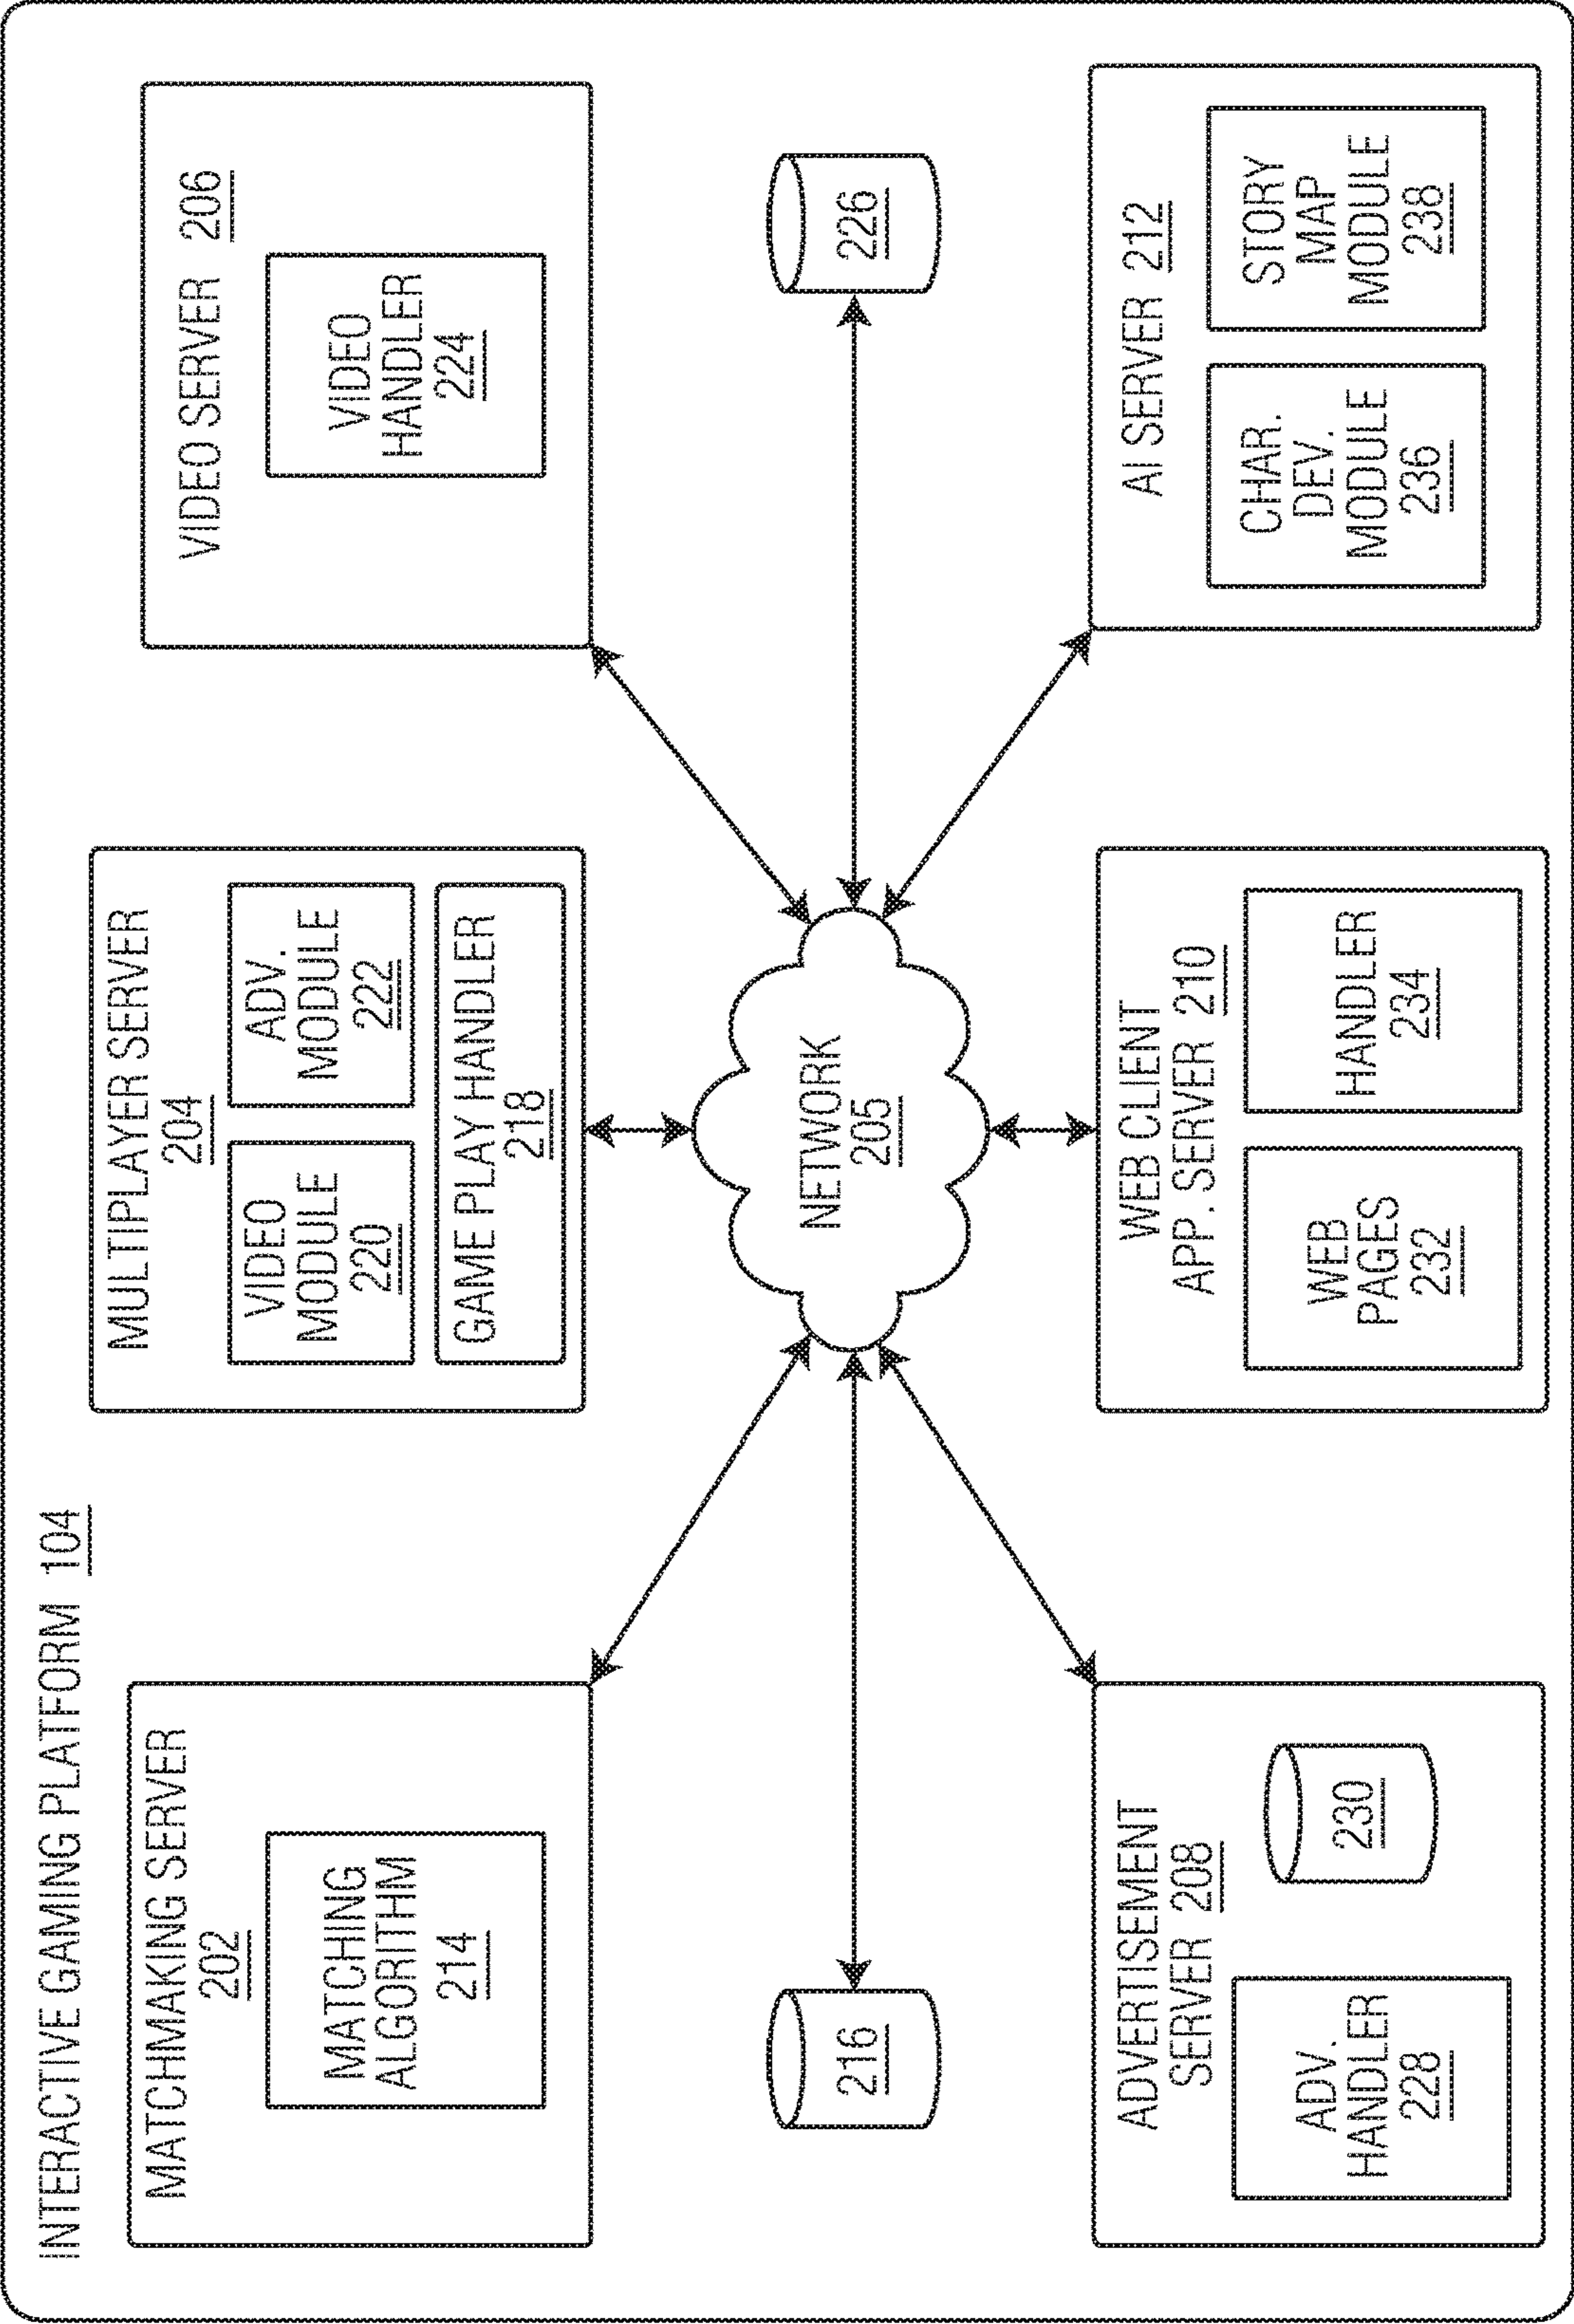 INTERACTIVE GAMING PLATFORM 104
MATCHMAKING SERVER
202
MATCHING
ALGORITHM
214
MULTIPLAYER SERVER
204
VIDEO
MODULE
220
ADV.
MODULE
222
GAME PLAY HANDLER
218
VIDEO SERVER 206
VIDEO
HANDLER
224
216
NETWORK
205
226
ADVERTISEMENT
SERVER 208
ADV.
HANDLER
228
230
WEB CLIENT
APP. SERVER 210
WEB
PAGES
232
HANDLER
234
AI SERVER 212
CHAR.
DEV.
MODULE
236
STORY
MAP
MODULE
238